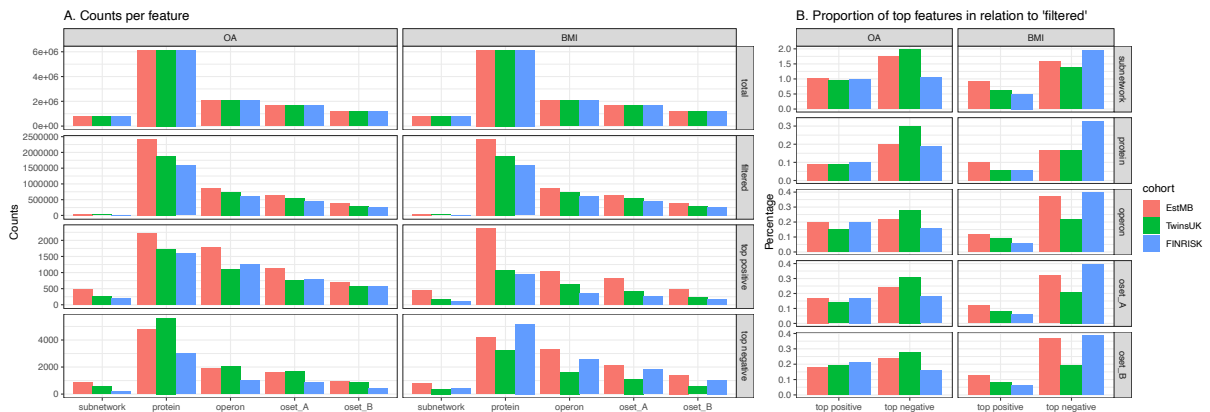 A. Counts per feature
OA
BMI
Counts
6e+06
4e+06
2e+06
0e+00
total
2500000
2000000
1500000
1000000
500000
0
filtered
2000
1500
1000
500
0
top positive
4000
2000
0
top negative
subnetwork
protein
operon
oset_A
oset_B
subnetwork
protein
operon
oset_A
oset_B
B. Proportion of top features in relation to 'filtered'
OA
BMI
Percentage
2.0
1.5
1.0
0.5
0.0
subnetwork
0.3
0.2
0.1
0.0
protein
0.4
0.3
0.2
0.1
0.0
operon
0.4
0.3
0.2
0.1
0.0
oset_A
0.4
0.3
0.2
0.1
0.0
oset_B
top positive
top negative
top positive
top negative
cohort
EstMB
TwinsUK
FINRISK